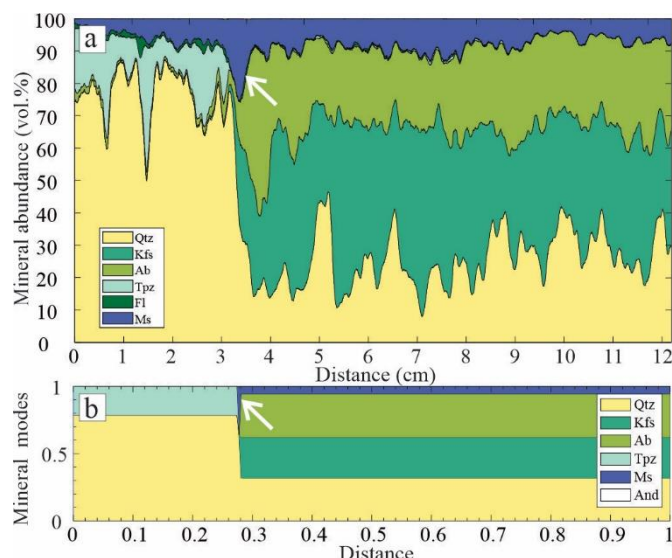 a
Mineral abundance (vol.%)
100
90
80
70
60
50
40
30
20
10
0
Qtz
Kfs
Ab
Tpz
Fl
Ms
0 1 2 3 4 5 6 7 8 9 10 11 12
Distance (cm)
b
Mineral modes
1
0.5
0
Qtz
Kfs
Ab
Tpz
Ms
And
0 0.1 0.2 0.3 0.4 0.5 0.6 0.7 0.8 0.9 1
Distance